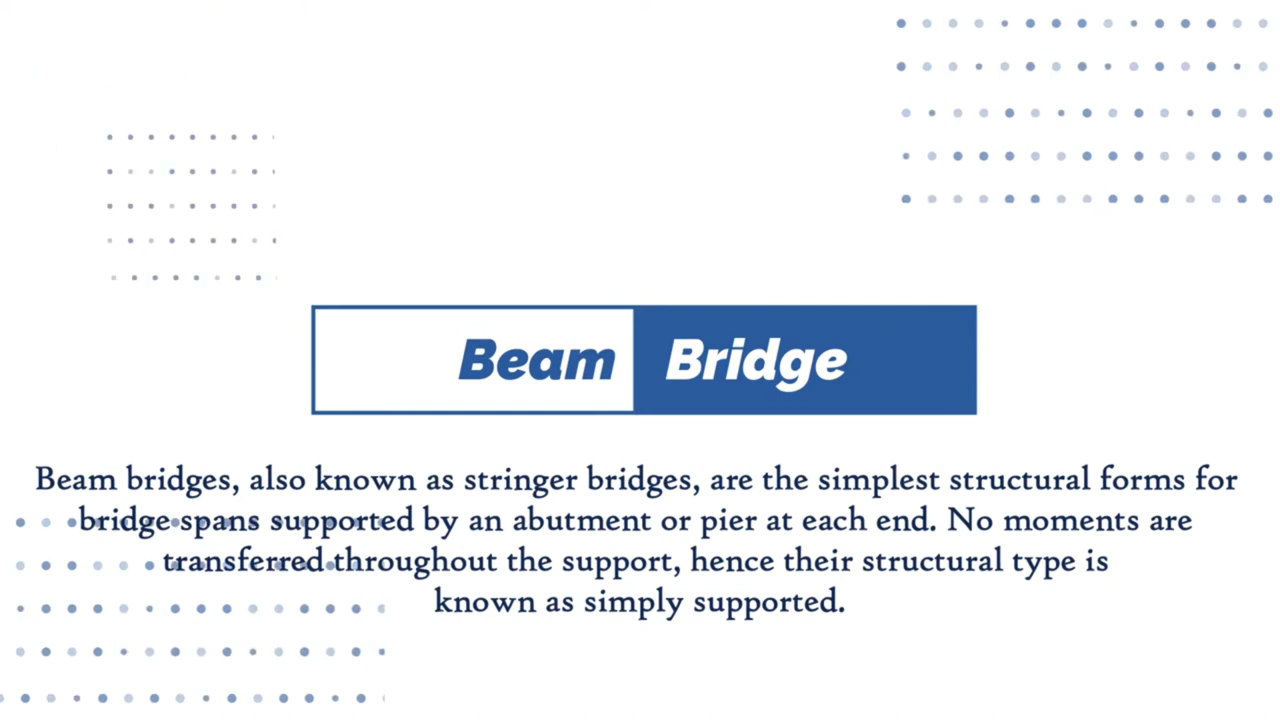 Beam Bridge
Beam bridges, also known as stringer bridges, are the simplest structural forms for
bridge spans supported by an abutment or pier at each end. No moments are
transferred throughout the support, hence their structural type is
known as simply supported.